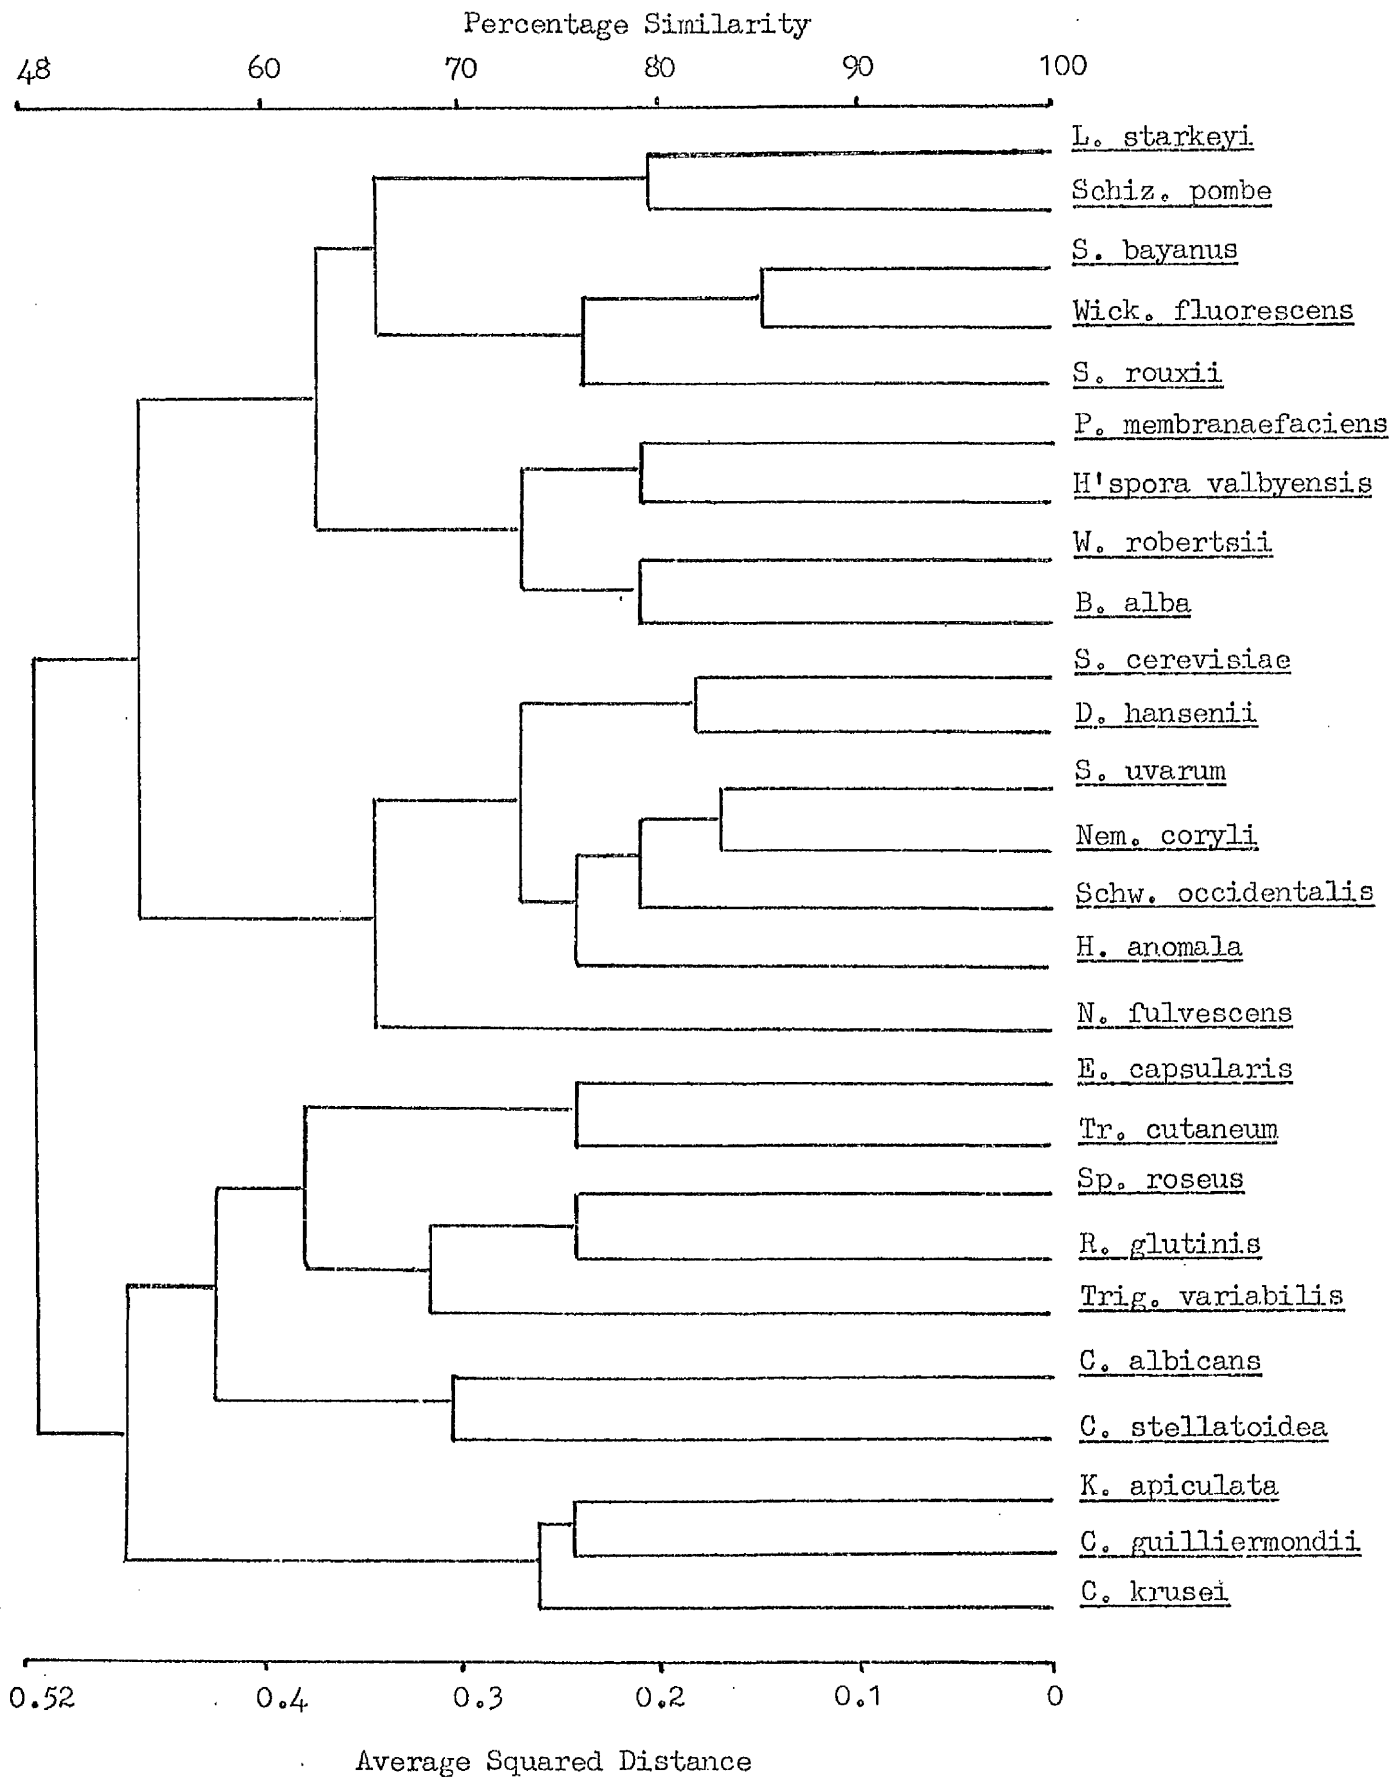 Percentage Similarity
48 60 70 80 90 100
L. starkeyi
Schiz. pombe
S. bayanus
Wick. fluorescens
S. rouxii
P. membranaefaciens
H'spora valbyensis
W. robertsii
B. alba
S. cerevisiae
D. hansenii
S. uvarum
Nem. coryli
Schw. occidentalis
H. anomala
N. fulvescens
E. capsularis
Tr. cutaneum
Sp. roseus
R. glutinis
Trig. variabilis
C. albicans
C. stellatoidea
K. apiculata
C. guilliermondii
C. krusei
0.52 0.4 0.3 0.2 0.1 0
Average Squared Distance